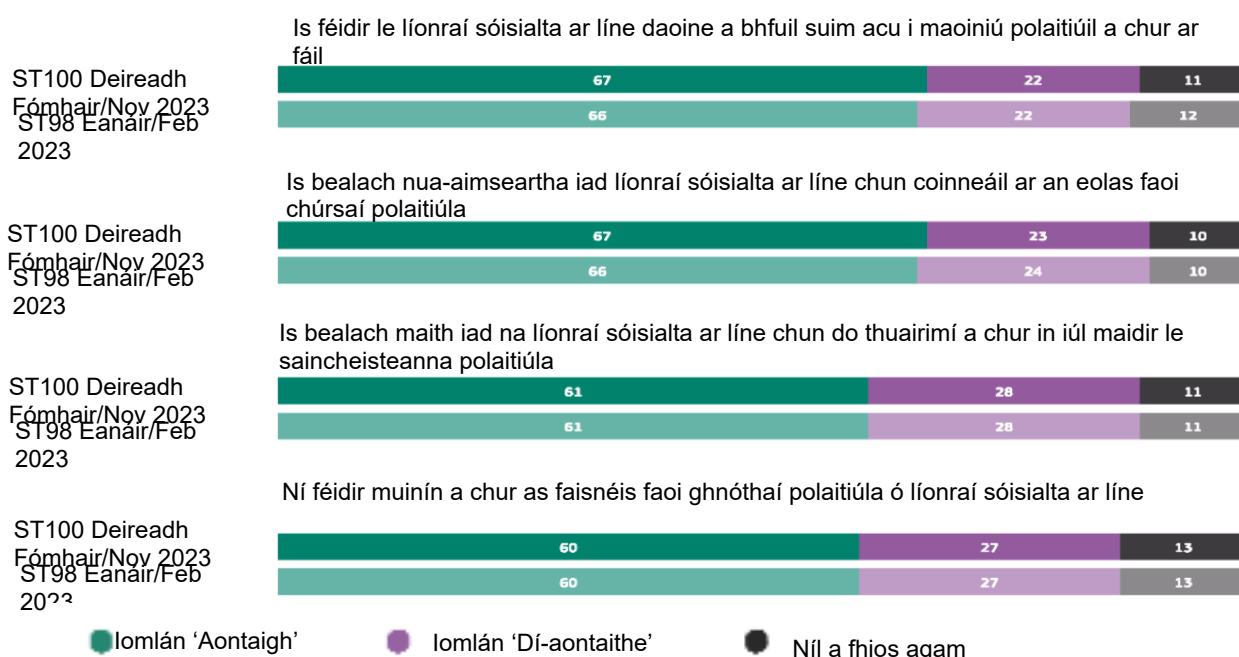 Is féidir le líonraí sóisialta ar líne daoine a bhfuil suim acu i maoiniú polaitiúil a chur ar
fáil
ST100 Deireadh
Fómhair/Nov 2023
67 22 11
ST98 Eanáir/Feb
2023
66 22 12
Is bealach nua-aimseartha iad líonraí sóisialta ar líne chun coinneáil ar an eolas faoi
chúrsaí polaitiúla
ST100 Deireadh
Fómhair/Nov 2023
67 23 10
ST98 Eanáir/Feb
2023
66 24 10
Is bealach maith iad na líonraí sóisialta ar líne chun do thuairimí a chur in iúl maidir le
saincheisteanna polaitiúla
ST100 Deireadh
Fómhair/Nov 2023
61 28 11
ST98 Eanáir/Feb
2023
61 28 11
Ní féidir muinín a chur as faisnéis faoi ghnóthaí polaitiúla ó líonraí sóisialta ar líne
ST100 Deireadh
Fómhair/Nov 2023
60 27 13
ST98 Eanáir/Feb
2023
60 27 13
Iomlán ‘Aontaigh’ Iomlán ‘Dí-aontaithe’ Níl a fhios agam